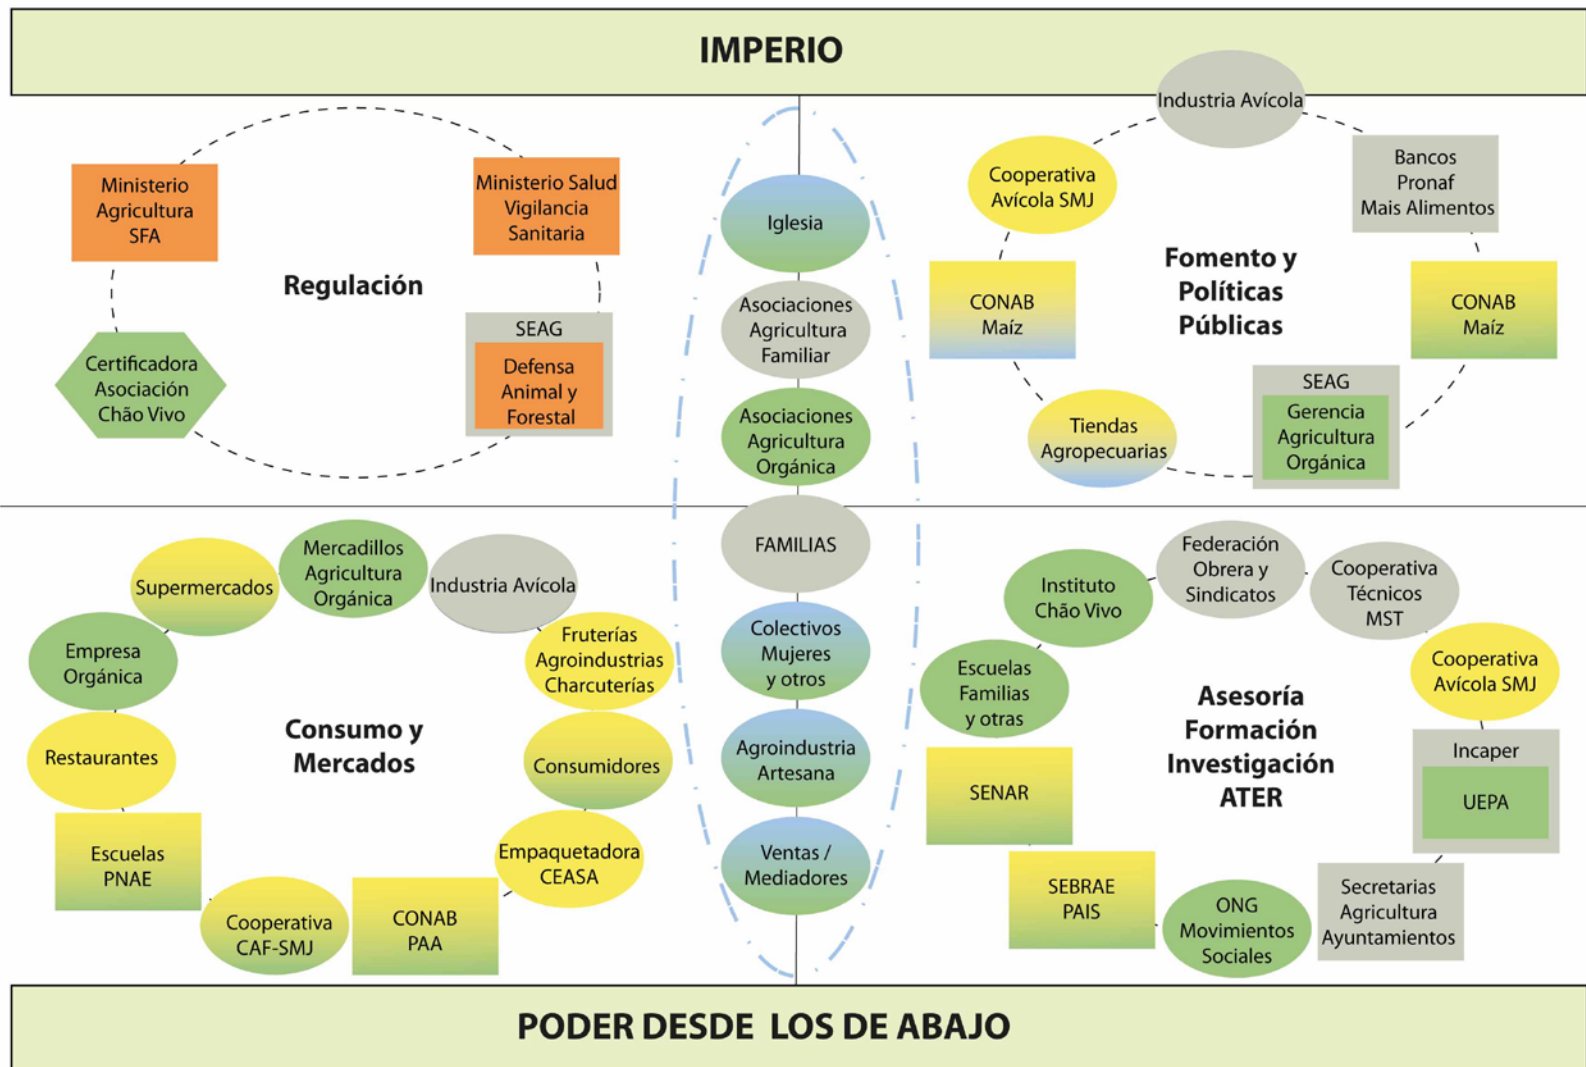 IMPERIO
Ministerio
Agricultura
SFA
Ministerio Salud
Vigilancia
Sanitaria
Regulación
Certificadora
Asociación
Chão Vivo
SEAG
Defensa
Animal y
Forestal
Iglesia
Asociaciones
Agricultura
Familiar
Asociaciones
Agricultura
Orgánica
FAMILIAS
Colectivos
Mujeres
y otros
Agroindustria
Artesana
Ventas /
Mediadores
Industria Avícola
Cooperativa
Avícola SMJ
Bancos
Pronaf
Mais Alimentos
Fomento y
Políticas
Públicas
CONAB
Maíz
CONAB
Maíz
Tiendas
Agropecuarias
SEAG
Gerencia
Agricultura
Orgánica
Mercadillos
Agricultura
Orgánica
Supermercados
Industria Avícola
Empresa
Orgánica
Fruterías
Agroindustrias
Charcuterías
Consumo y
Mercados
Restaurantes
Consumidores
Escuelas
PNAE
Empaquetadora
CEASA
Cooperativa
CAF-SMJ
CONAB
PAA
Federación
Obrera y
Sindicatos
Instituto
Chão Vivo
Cooperativa
Técnicos
MST
Escuelas
Familias
y otras
Cooperativa
Avícola SMJ
Asesoría
Formación
Investigación
ATER
SENAR
Incaper
UEPA
SEBRAE
PAIS
ONG
Movimientos
Sociales
Secretarias
Agricultura
Ayuntamientos
PODER DESDE LOS DE ABAJO